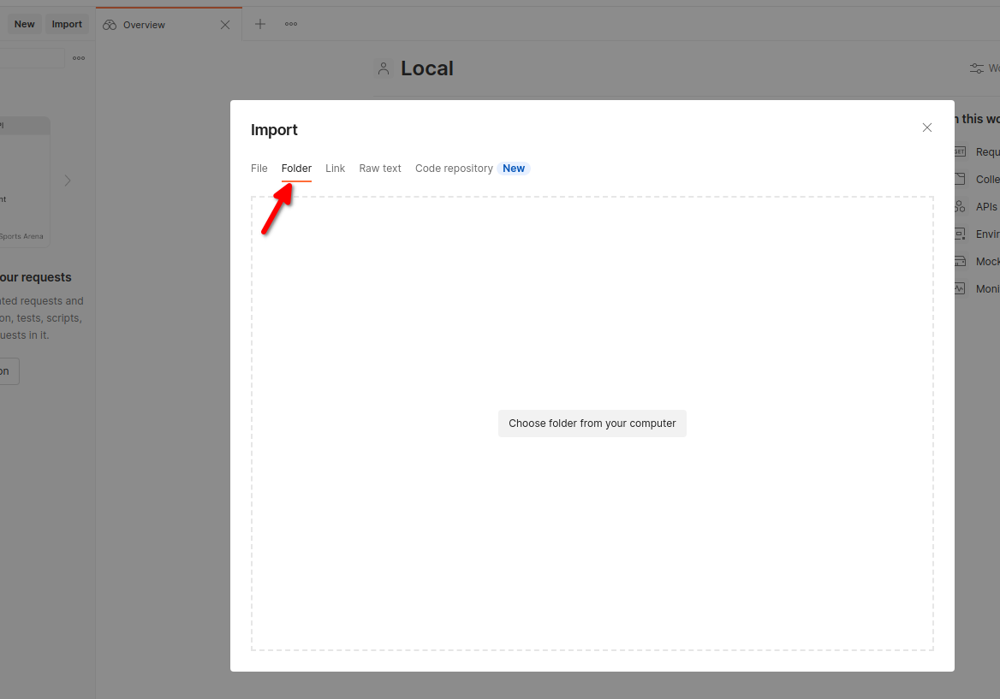 New Import Overview
Local
Import
File Folder Link Raw text Code repository New
Choose folder from your computer
nt
Sports Arena
our requests
ted requests and
on, tests, scripts,
uests in it.
on
Wo
n this wo
GET Requ
Colle
APIs
Envir
Mock
Moni